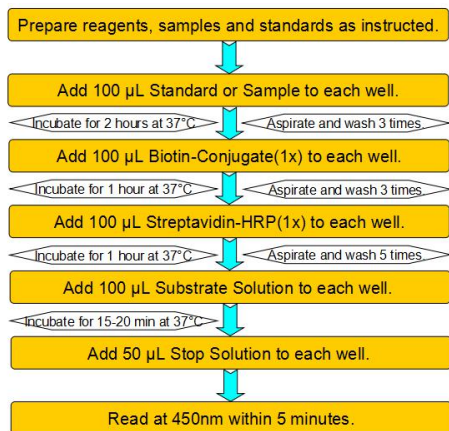 Prepare reagents, samples and standards as instructed.
Add 100 µL Standard or Sample to each well.
Incubate for 2 hours at 37°C
Aspirate and wash 3 times.
Add 100 µL Biotin-Conjugate(1x) to each well.
Incubate for 1 hour at 37°C
Aspirate and wash 3 times.
Add 100 µL Streptavidin-HRP(1x) to each well.
Incubate for 1 hour at 37°C
Aspirate and wash 5 times.
Add 100 µL Substrate Solution to each well.
Incubate for 15-20 min at 37°C
Add 50 µL Stop Solution to each well.
Read at 450nm within 5 minutes.